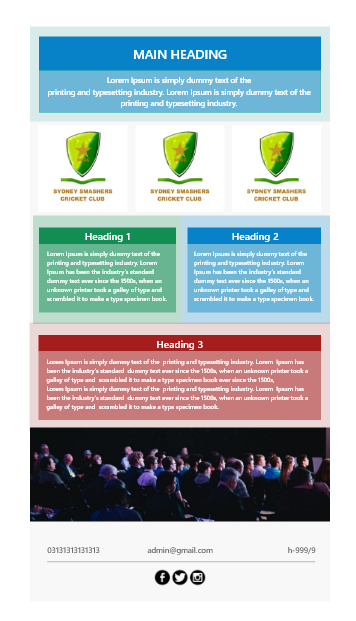 MAIN HEADING
Lorem Ipsum is simply dummy text of the
printing and typesetting industry. Lorem Ipsum is simply dummy text of the
printing and typesetting industry.
SYDNEY SMASHERS
CRICKET CLUB
SYDNEY SMASHERS
CRICKET CLUB
SYDNEY SMASHERS
CRICKET CLUB
Heading 1
Lorem Ipsum is simply dummy text of the
printing and typesetting industry. Lorem
Ipsum has been the industry's standard
dummy text ever since the 1500s, when an
unknown printer took a galley of type and
scrambled it to make a type specimen book.
Heading 2
Lorem Ipsum is simply dummy text of the
printing and typesetting industry. Lorem
Ipsum has been the industry's standard
dummy text ever since the 1500s, when an
unknown printer took a galley of type and
scrambled it to make a type specimen book.
Heading 3
Lorem Ipsum is simply dummy text of the printing and typesetting industry. Lorem Ipsum has
been the industry's standard dummy text ever since the 1500s, when an unknown printer took a
galley of type and scrambled it to make a type specimen book ever since the 1500s,
Lorem Ipsum is simply dummy text of the printing and typesetting industry. Lorem Ipsum has
been the industry's standard dummy text ever since the 1500s, when an unknown printer took a
galley of type and scrambled it to make a type specimen book.
03131313131313 admin@gmail.com h-999/9